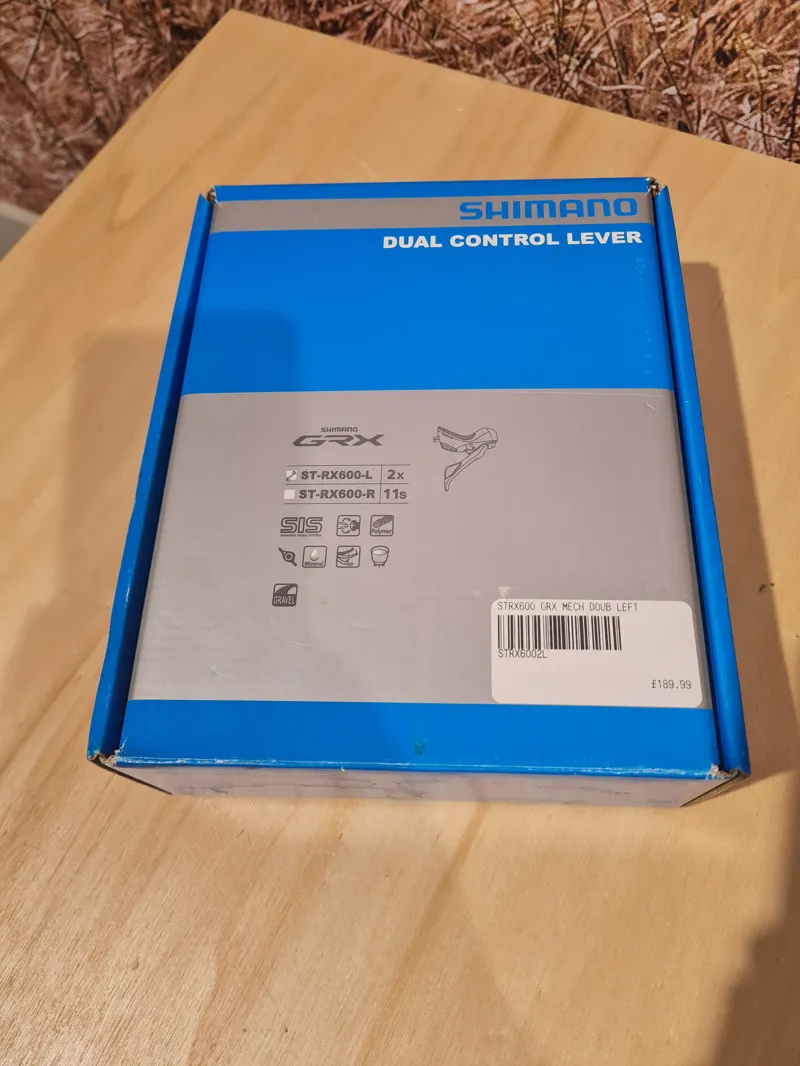 SHIMANO
DUAL CONTROL LEVER
SHIMANO
GRX
ST-RX600-L 2x
ST-RX600-R 11s
SIS
Polymer
Mineral
GRAVEL
STRX600 GRX MECH DOUB LEFT
STRX6002L
£189.99